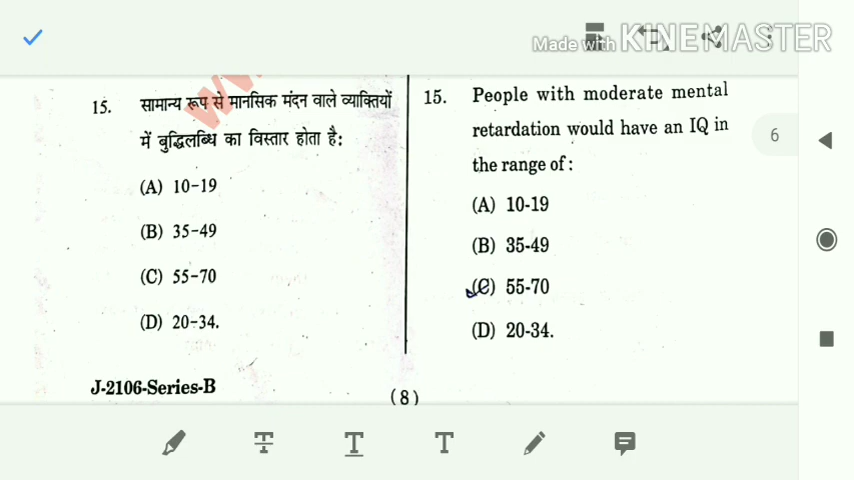 Made with KINEMASTER
15. सामान्य रूप से मानसिक मंदन वाले व्यक्तियों
में बुद्धिलब्धि का विस्तार होता है:
(A) 10-19
(B) 35-49
(C) 55-70
(D) 20-34.
J-2106-Series-B
15. People with moderate mental
retardation would have an IQ in
the range of:
(A) 10-19
(B) 35-49
(C) 55-70
(D) 20-34.
(8)
6
T T T